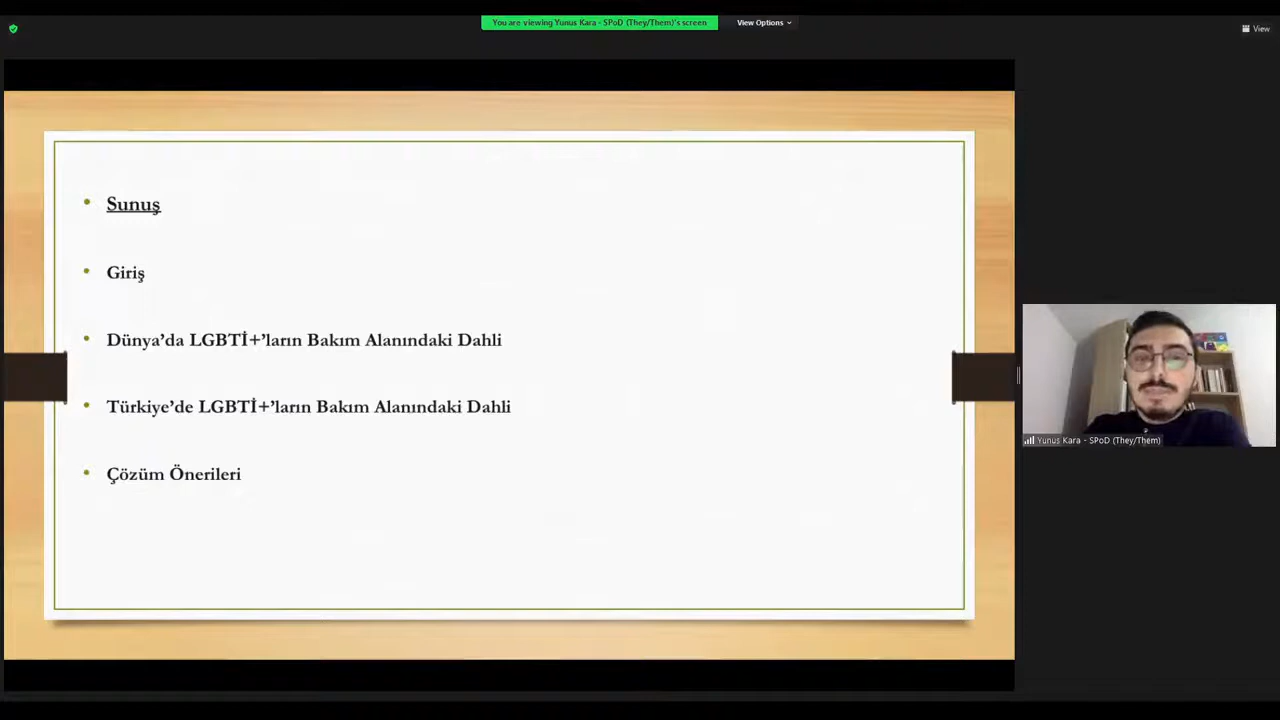 You are viewing Yunus Kara - SPoD (They/Them)'s screen
View Options
View
Sunuş
Giriş
Dünya’da LGBTİ+’ların Bakım Alanındaki Dahli
Türkiye’de LGBTİ+’ların Bakım Alanındaki Dahli
Çözüm Önerileri
Yunus Kara - SPoD (They/Them)